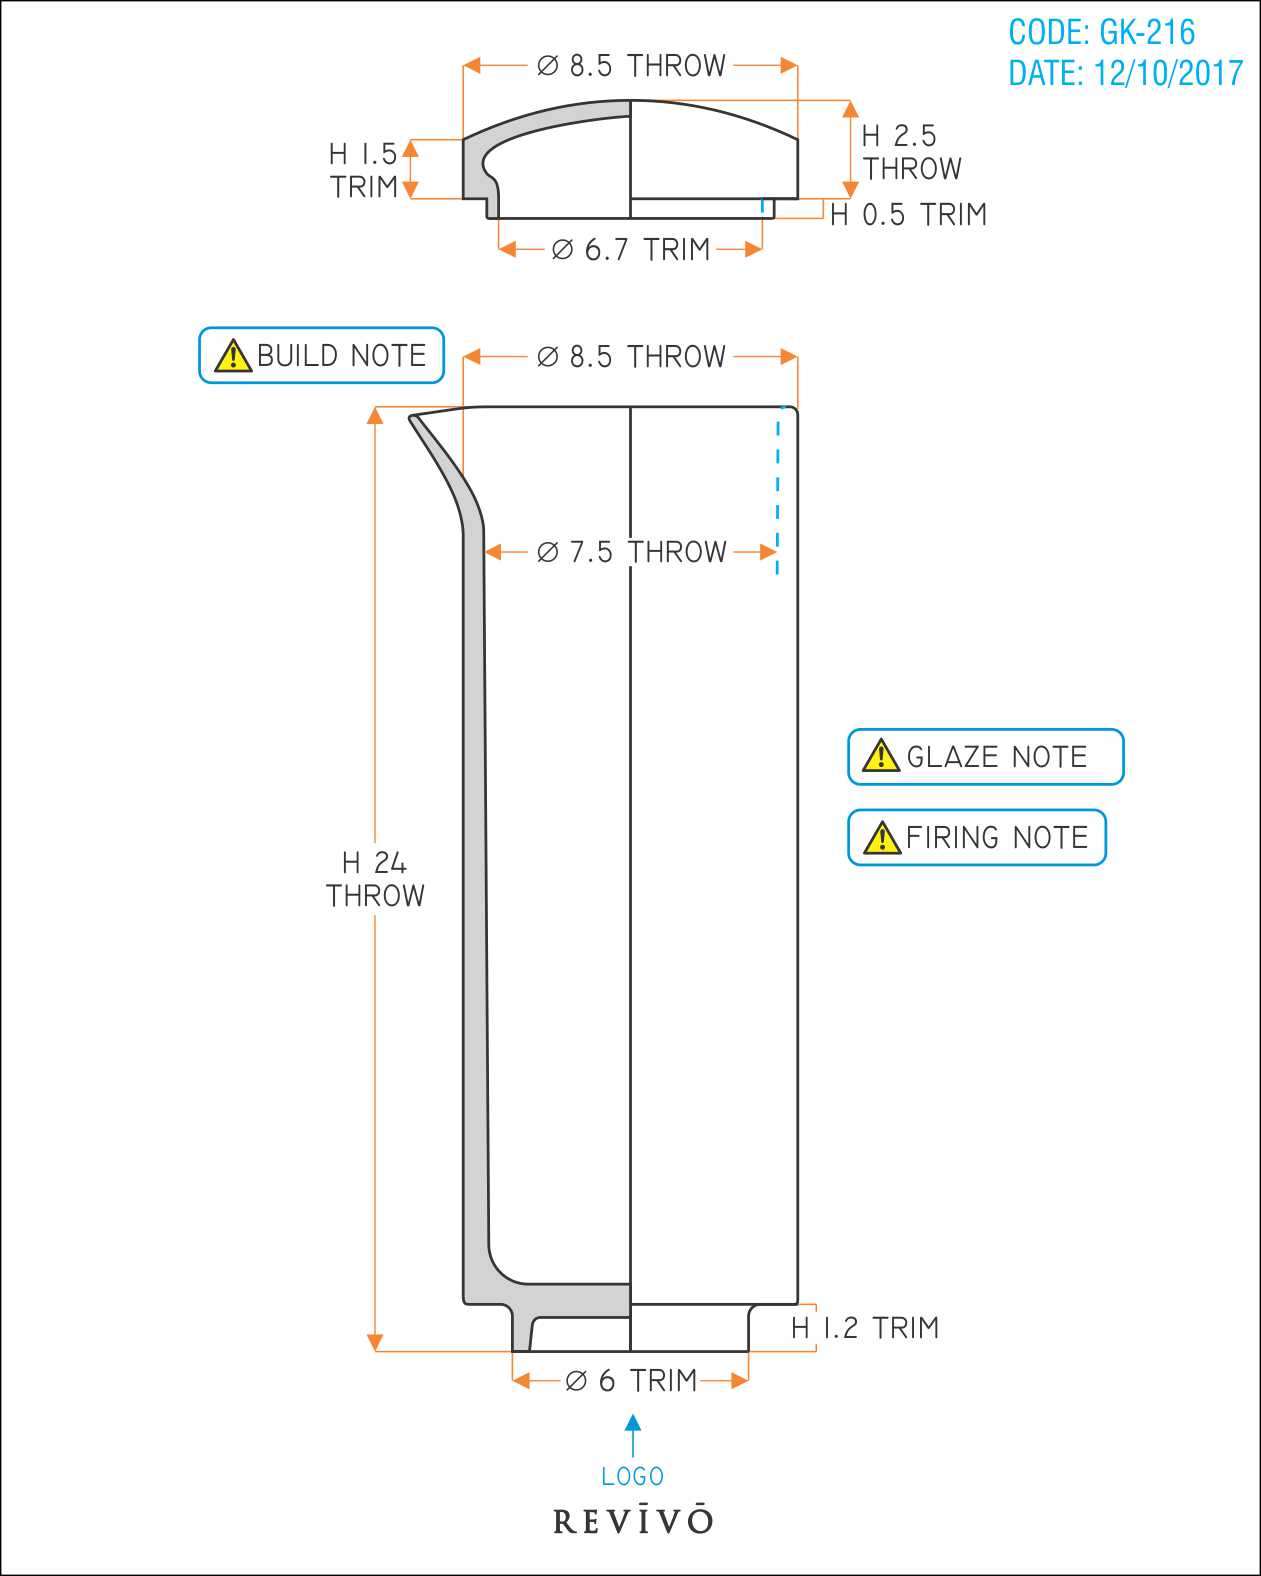 CODE: GK-216
DATE: 12/10/2017
Ø 8.5 THROW
H 1.5
TRIM
H 2.5
THROW
H 0.5 TRIM
Ø 6.7 TRIM
BUILD NOTE
Ø 8.5 THROW
Ø 7.5 THROW
GLAZE NOTE
FIRING NOTE
H 24
THROW
H 1.2 TRIM
Ø 6 TRIM
LOGO
REVĪVŌ